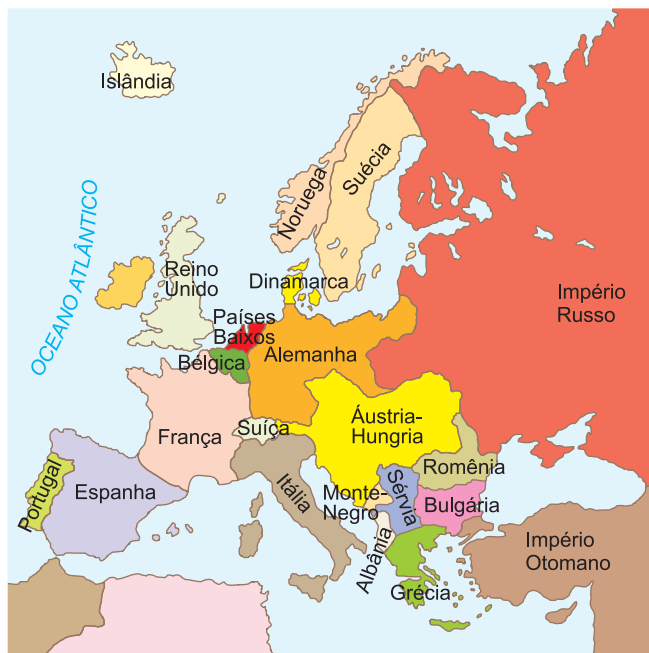 Islândia
OCEANO ATLÂNTICO
Noruega
Suécia
Reino
Unido
Dinamarca
Império
Russo
Países
Baixos
Bélgica
Alemanha
Áustria-
Hungria
França
Suíça
Romênia
Portugal
Espanha
Itália
Monte-
Negro
Sérvia
Bulgária
Albânia
Grécia
Império
Otomano